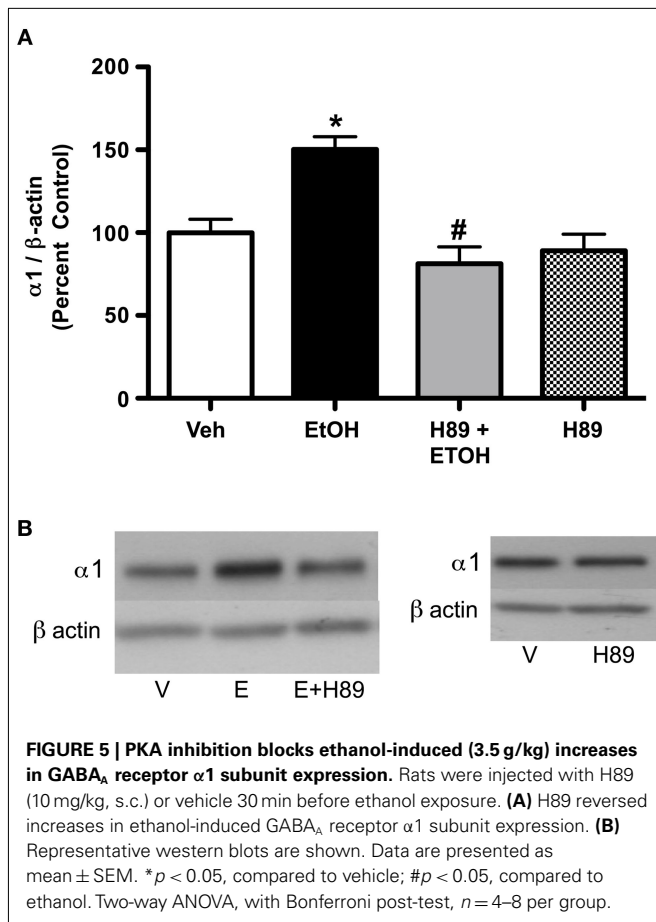 A
200
150
100
50
0
α1 / β-actin
(Percent Control)
*
#
Veh
EtOH
H89 +
ETOH
H89
B
α1
β actin
V E E+H89
α1
β actin
V H89
FIGURE 5 | PKA inhibition blocks ethanol-induced (3.5 g/kg) increases
in GABAA receptor α1 subunit expression. Rats were injected with H89
(10 mg/kg, s.c.) or vehicle 30 min before ethanol exposure. (A) H89 reversed
increases in ethanol-induced GABAA receptor α1 subunit expression. (B)
Representative western blots are shown. Data are presented as
mean ± SEM. *p < 0.05, compared to vehicle; #p < 0.05, compared to
ethanol. Two-way ANOVA, with Bonferroni post-test, n = 4–8 per group.